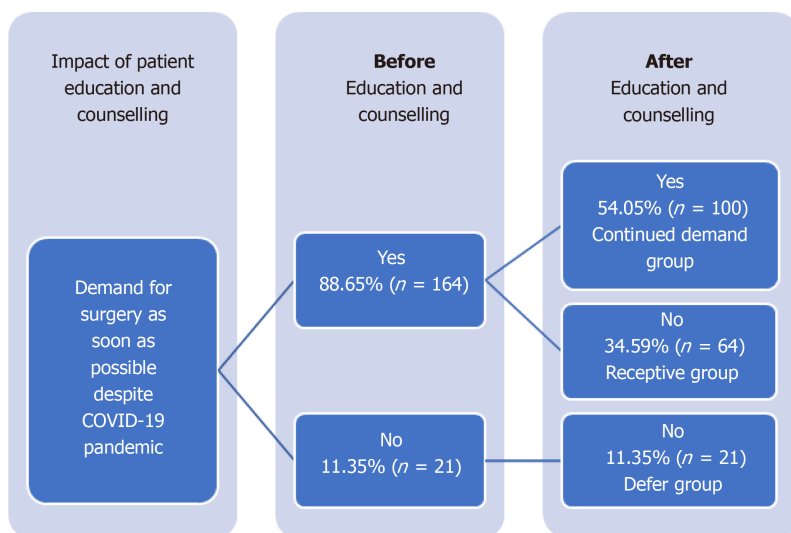 Impact of patient
education and
counselling
Before
Education and
counselling
After
Education and
counselling
Demand for
surgery as
soon as
possible
despite
COVID-19
pandemic
Yes
88.65% (n = 164)
No
11.35% (n = 21)
Yes
54.05% (n = 100)
Continued demand
group
No
34.59% (n = 64)
Receptive group
No
11.35% (n = 21)
Defer group